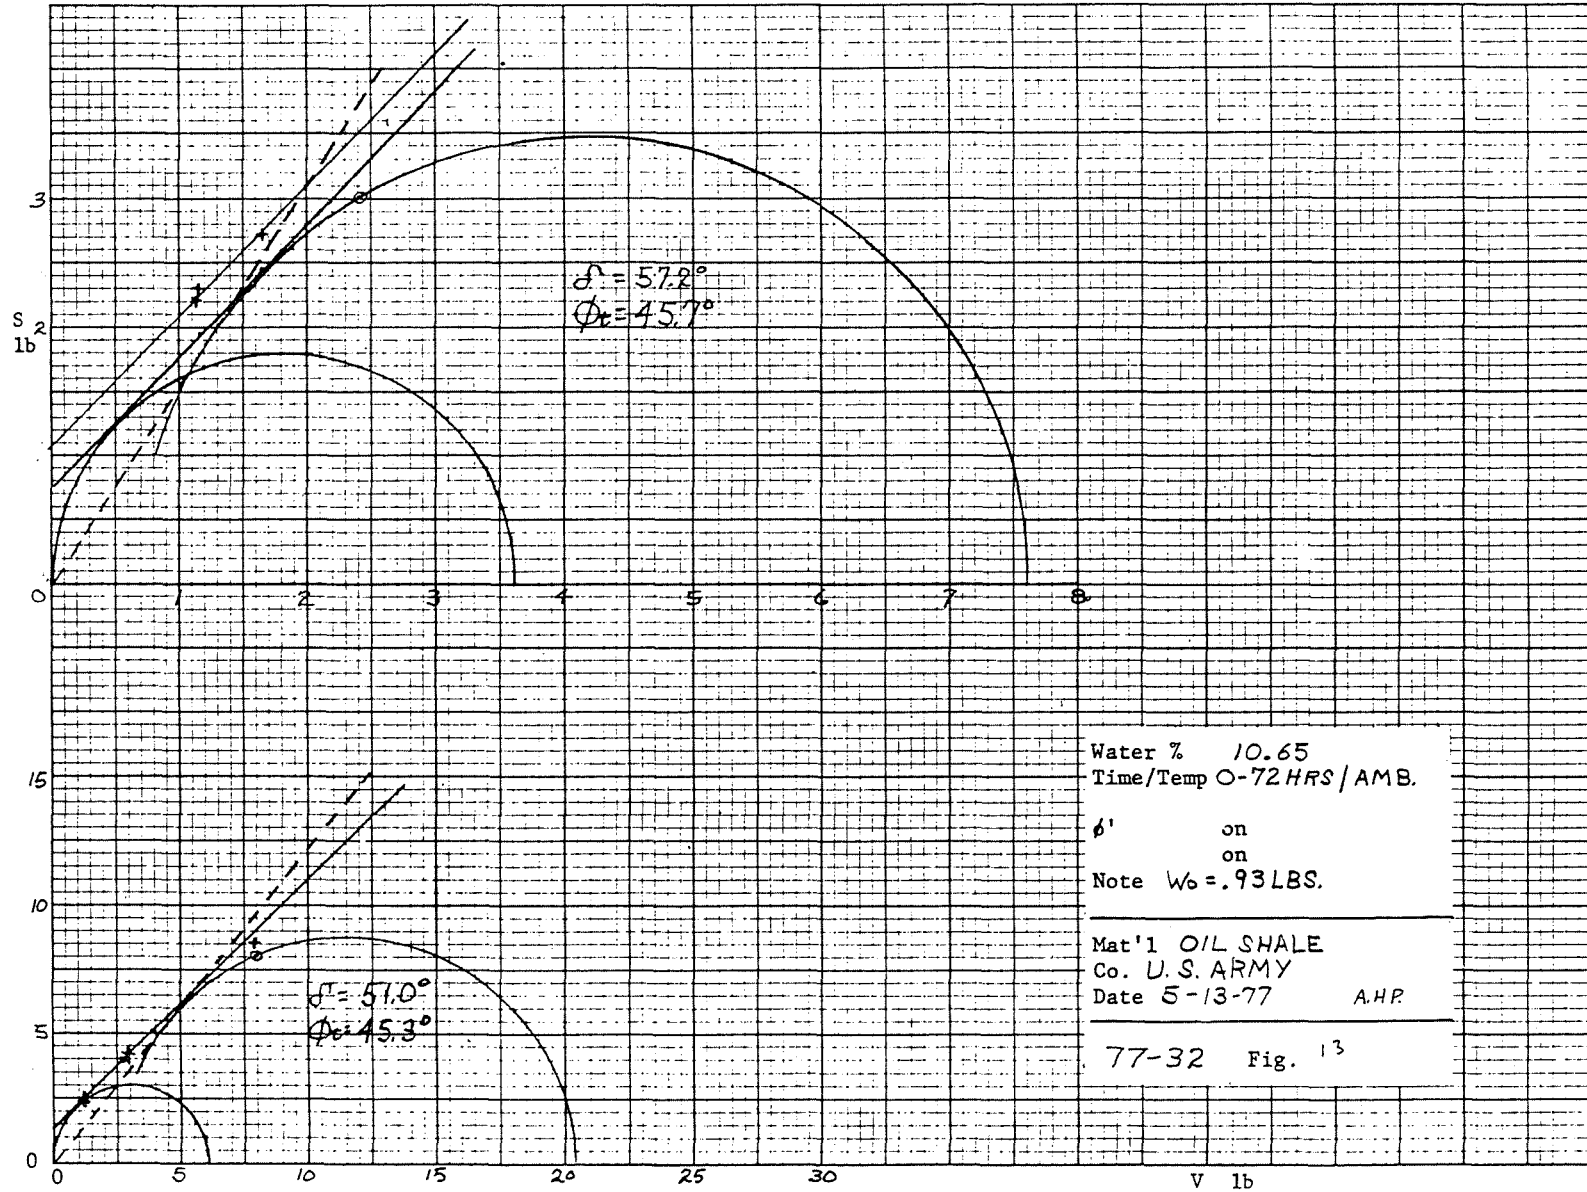 3
S 2
lb
δ = 57.2°
Φt = 45.7°
0 1 2 3 4 5 6 7 8
15
10
5
0
δ = 51.0°
Φt = 45.3°
0 5 10 15 20 25 30
V lb
Water % 10.65
Time/Temp 0-72 HRS / AMB.
φ' on
on
Note Wo = .93 LBS.
Mat'l OIL SHALE
Co. U.S. ARMY
Date 5-13-77 A.H.P.
77-32 Fig. 13